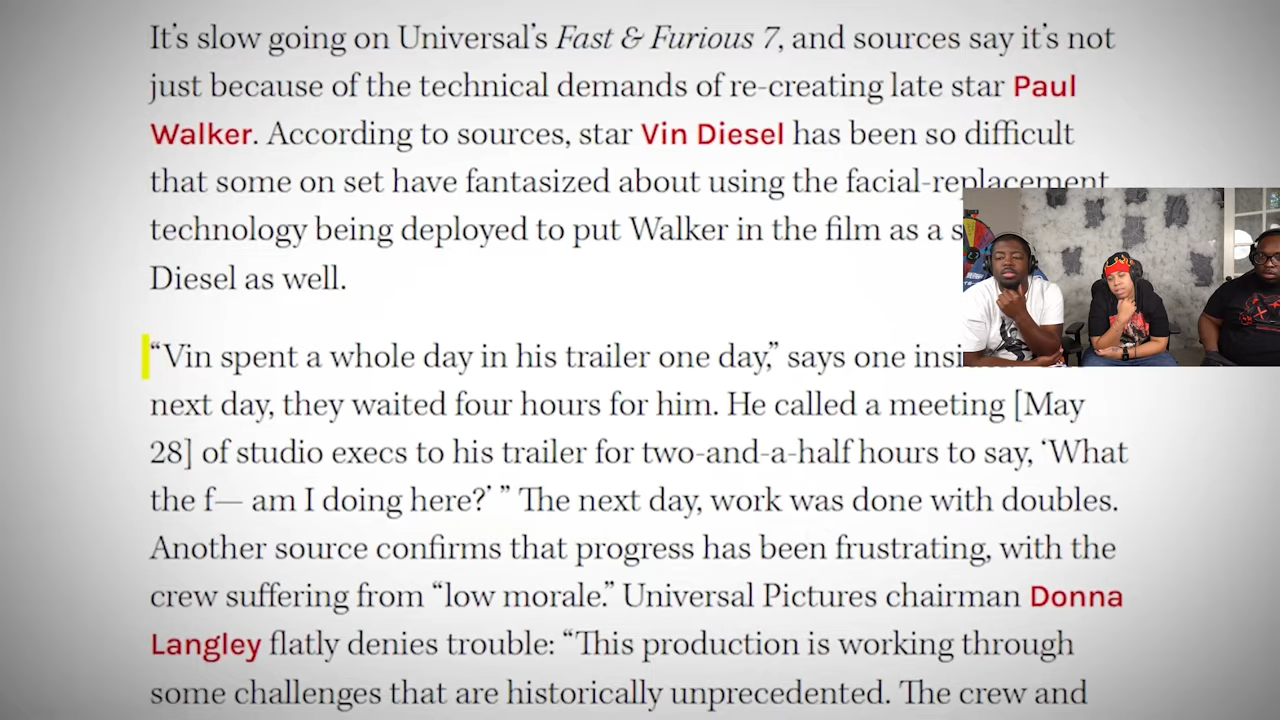 It's slow going on Universal's Fast & Furious 7, and sources say it's not
just because of the technical demands of re-creating late star Paul
Walker. According to sources, star Vin Diesel has been so difficult
that some on set have fantasized about using the facial-replacement
technology being deployed to put Walker in the film as a
Diesel as well.
“Vin spent a whole day in his trailer one day,” says one
next day, they waited four hours for him. He called a meeting [May
28] of studio execs to his trailer for two-and-a-half hours to say, ‘What
the f— am I doing here?’ ” The next day, work was done with doubles.
Another source confirms that progress has been frustrating, with the
crew suffering from “low morale.” Universal Pictures chairman Donna
Langley flatly denies trouble: “This production is working through
some challenges that are historically unprecedented. The crew and